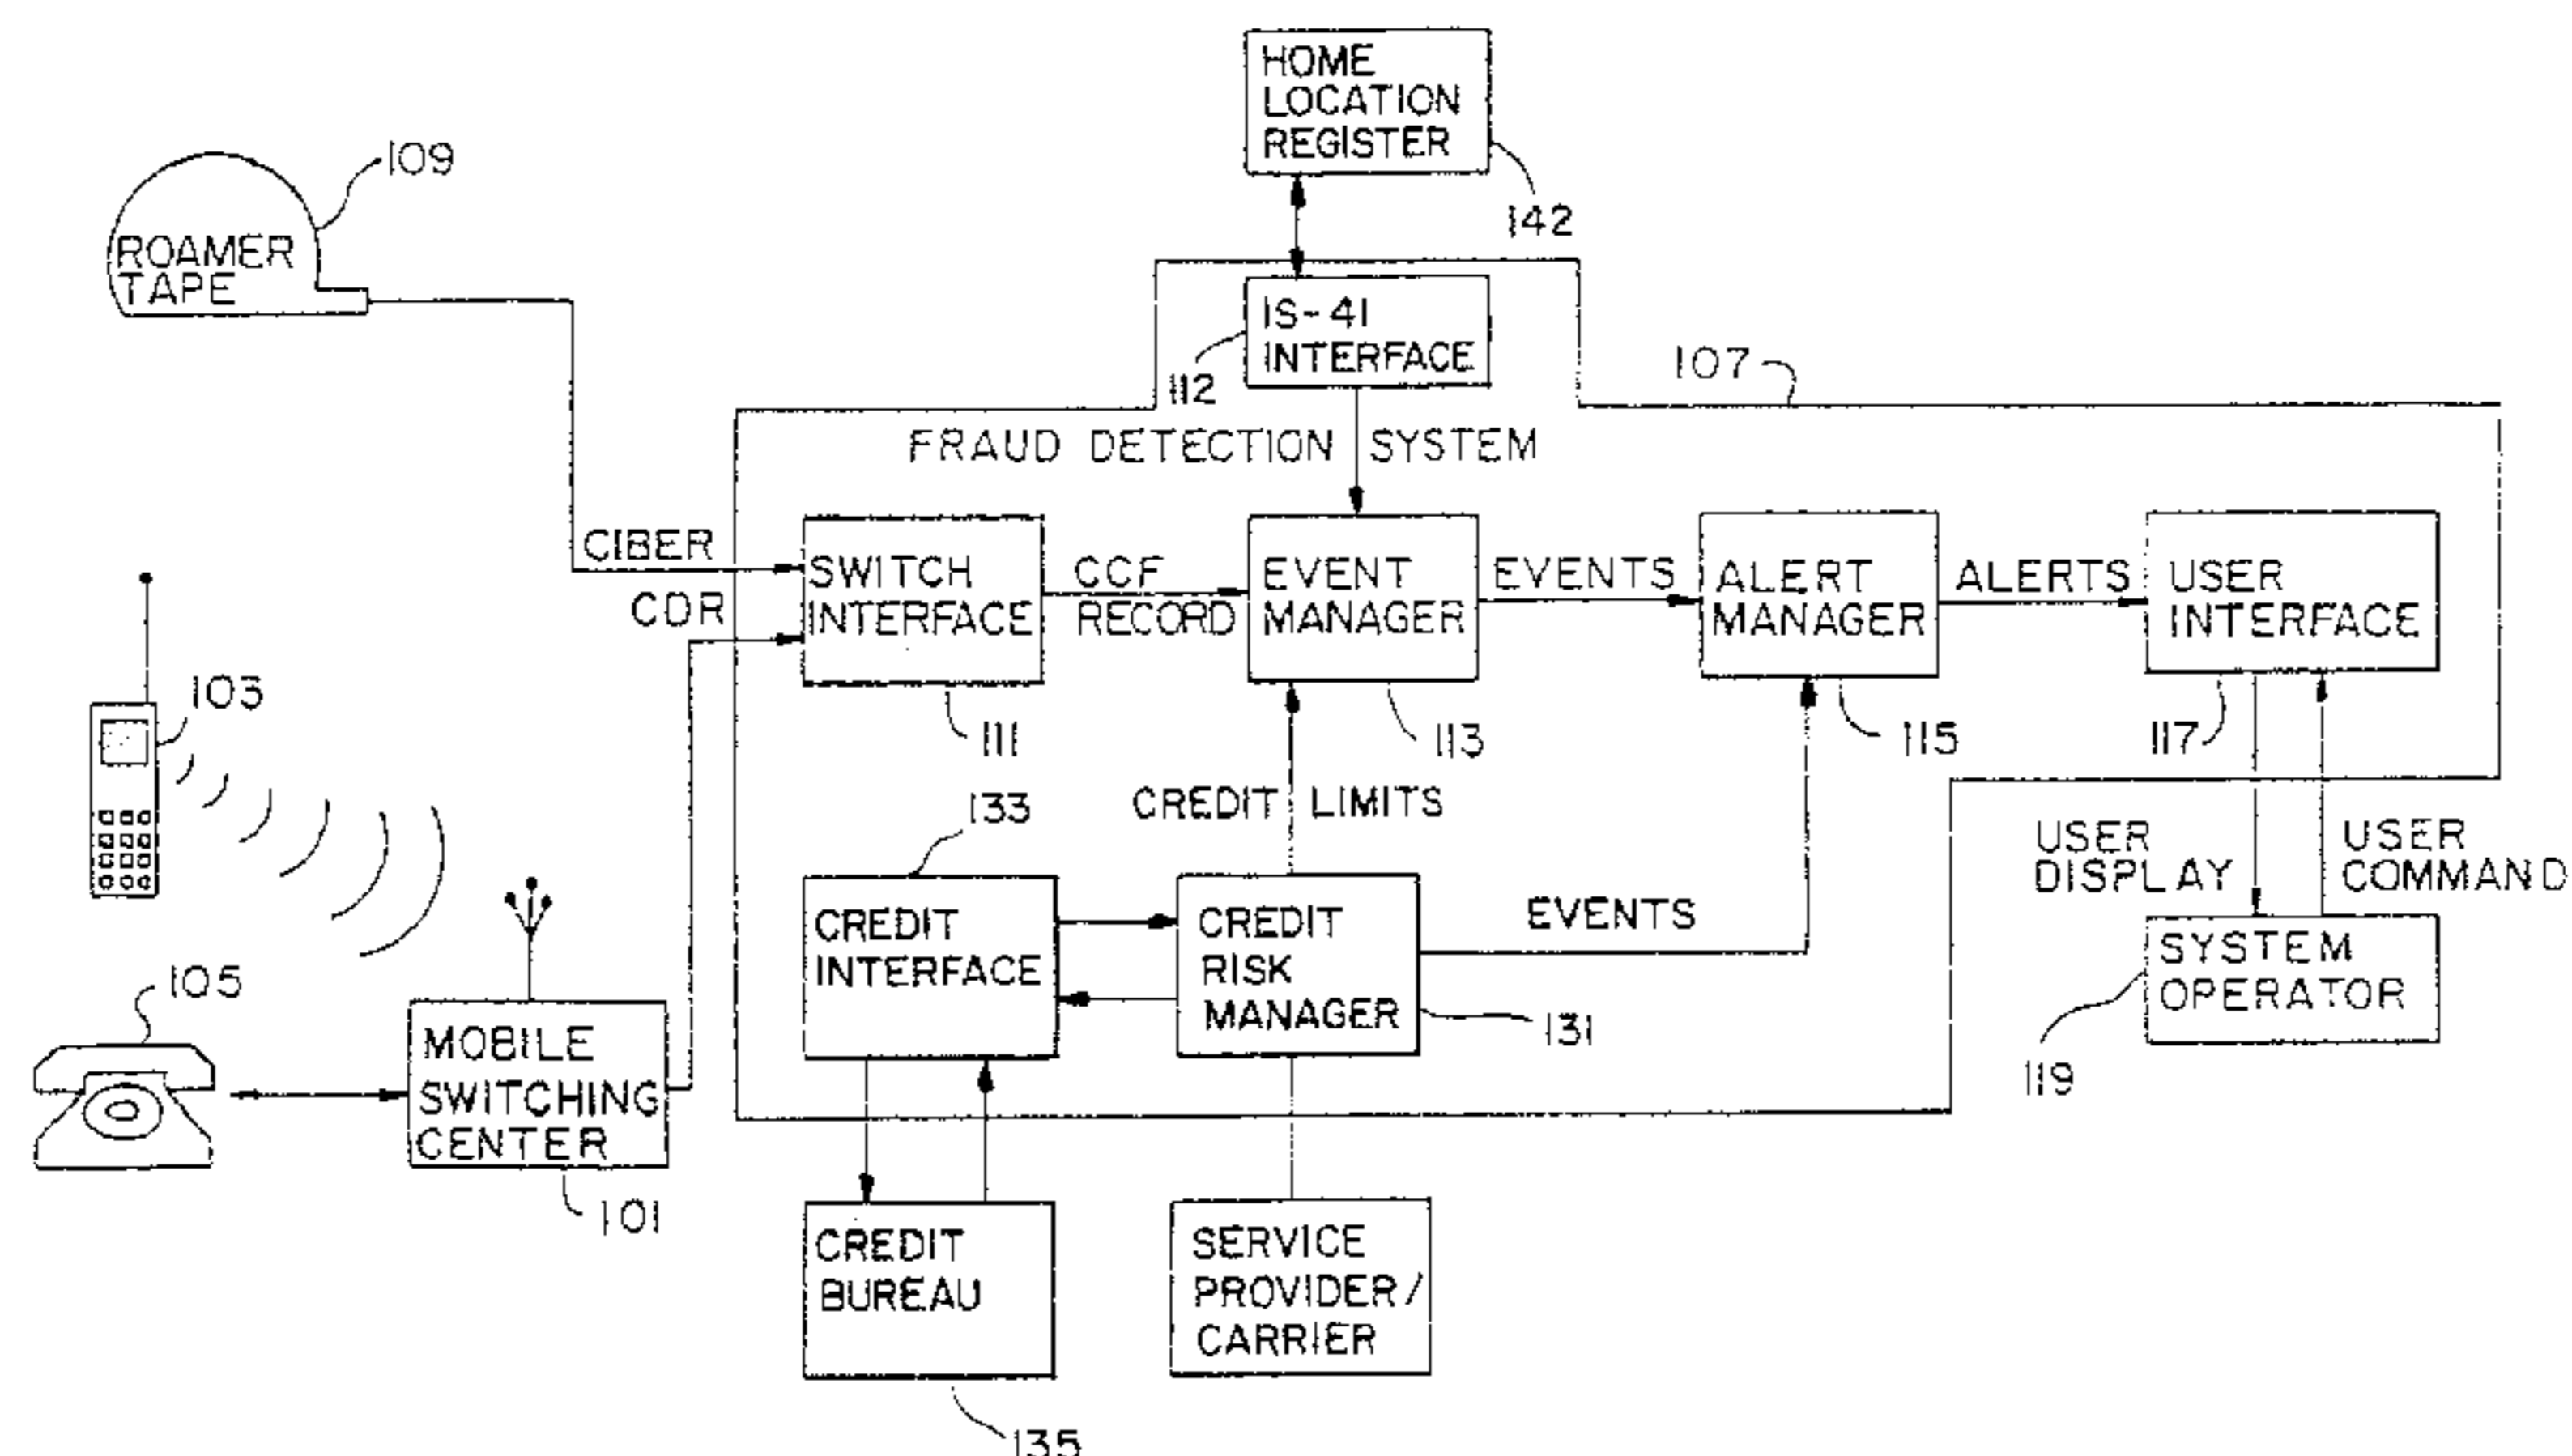 HOME
LOCATION
REGISTER
142
109
ROAMER
TAPE
IS-41
INTERFACE
112
107
FRAUD DETECTION SYSTEM
CIBER
CDR
SWITCH
INTERFACE
111
CCF
RECORD
EVENT
MANAGER
113
EVENTS
ALERT
MANAGER
115
ALERTS
USER
INTERFACE
117
103
133
CREDIT LIMITS
USER
DISPLAY
USER
COMMAND
CREDIT
INTERFACE
CREDIT
RISK
MANAGER
131
EVENTS
SYSTEM
OPERATOR
119
105
MOBILE
SWITCHING
CENTER
101
CREDIT
BUREAU
135
SERVICE
PROVIDER/
CARRIER